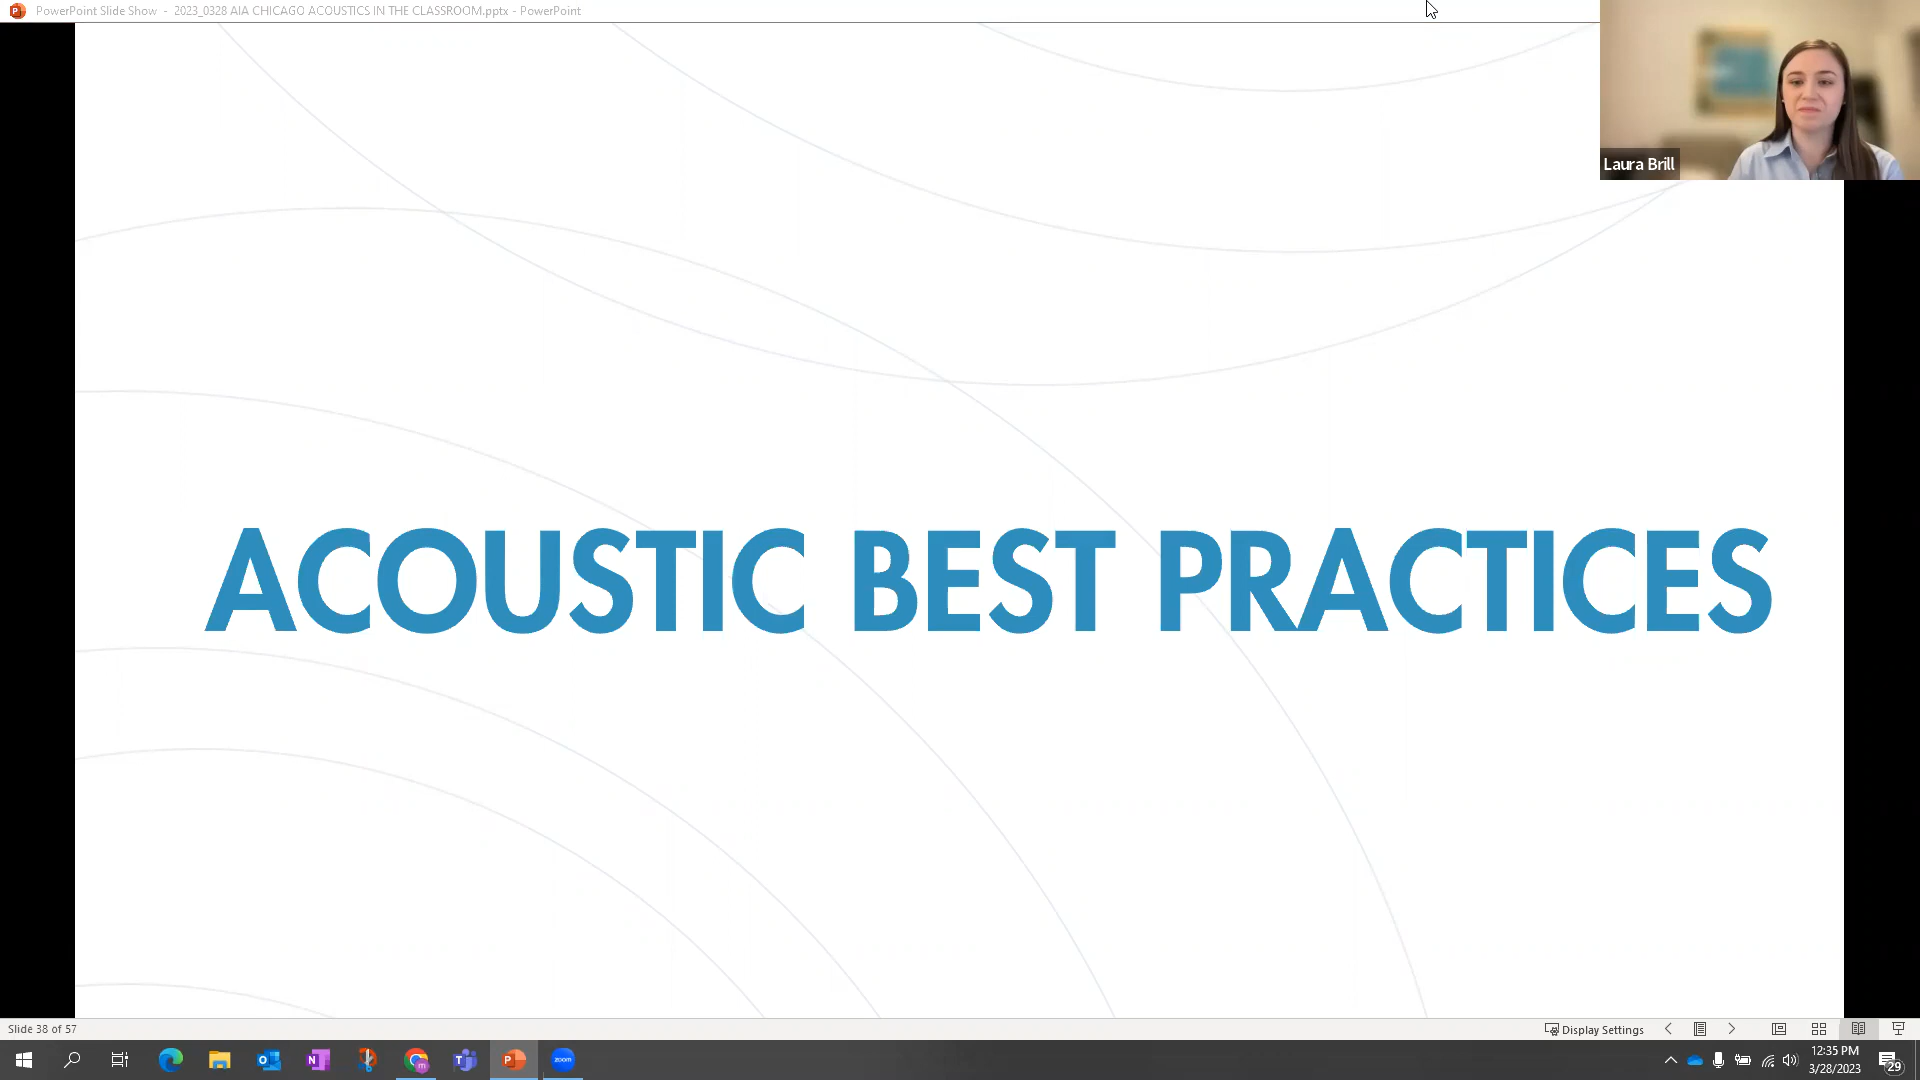 PowerPoint Slide Show - 2023_0328 AIA CHICAGO ACOUSTICS IN THE CLASSROOM.pptx - PowerPoint
Laura Brill
ACOUSTIC BEST PRACTICES
Slide 38 of 57
Display Settings
zoom
12:35 PM
3/28/2023
29